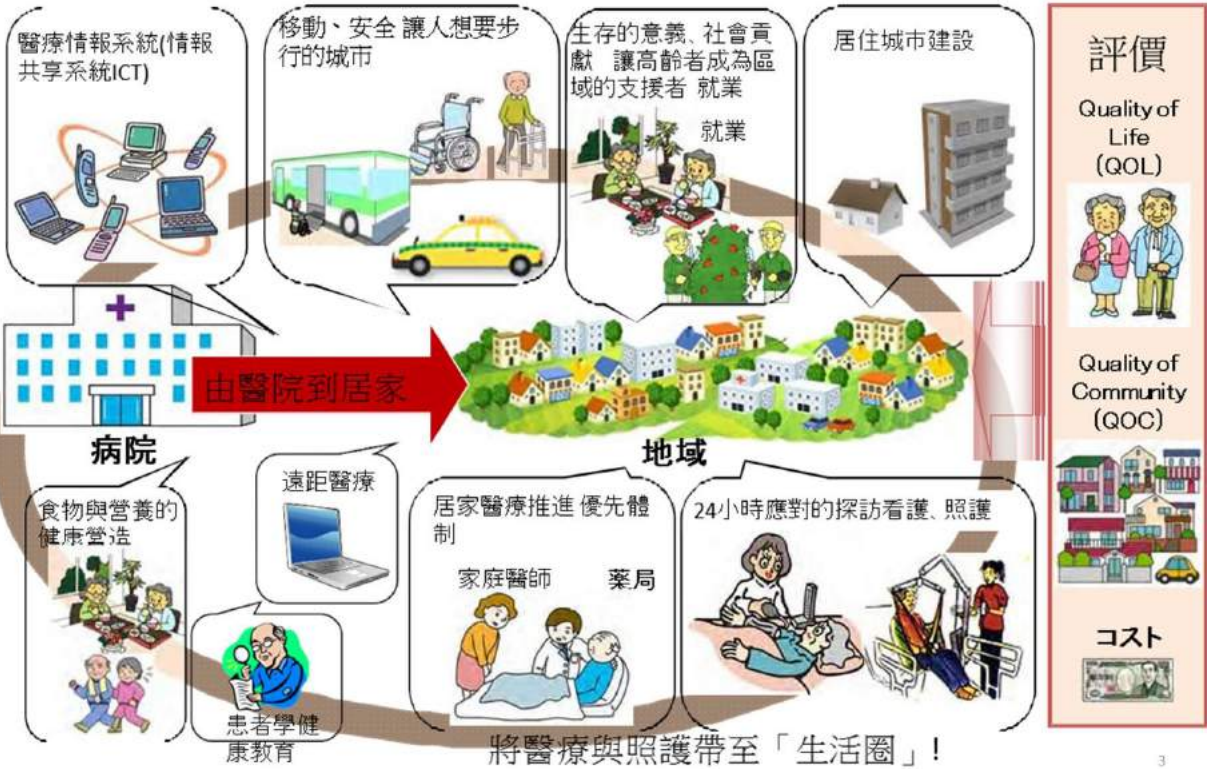 醫療情報系統(情報
共享系統ICT)
移動、安全 讓人想要步
行的城市
生存的意義、社會貢
獻 讓高齡者成為區
域的支援者 就業
就業
居住城市建設
評價
Quality of
Life
(QOL)
Quality of
Community
(QOC)
コスト
由醫院到居家
病院
地域
食物與營養的
健康營造
遠距醫療
患者學健
康教育
居家醫療推進 優先體
制
家庭醫師
薬局
24小時應對的探訪看護、照護
將醫療與照護帶至「生活圈」!
3